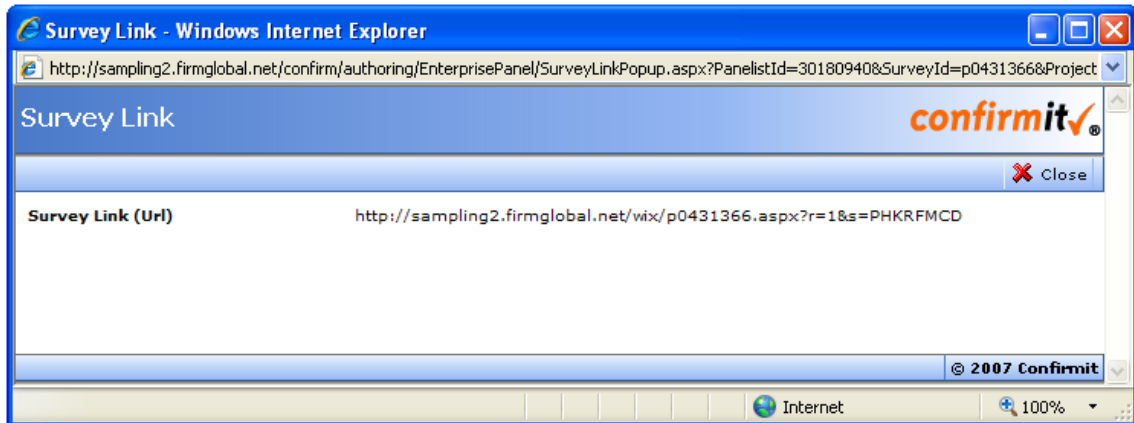 Survey Link - Windows Internet Explorer
http://sampling2.firmglobal.net/confirm/authoring/EnterprisePanel/SurveyLinkPopup.aspx?PanelistId=30180940&SurveyId=p0431366&Project
Survey Link
confirmit®
Close
Survey Link (Url) http://sampling2.firmglobal.net/wix/p0431366.aspx?r=1&s=PHKRFMCD
© 2007 Confirmit
Internet 100%